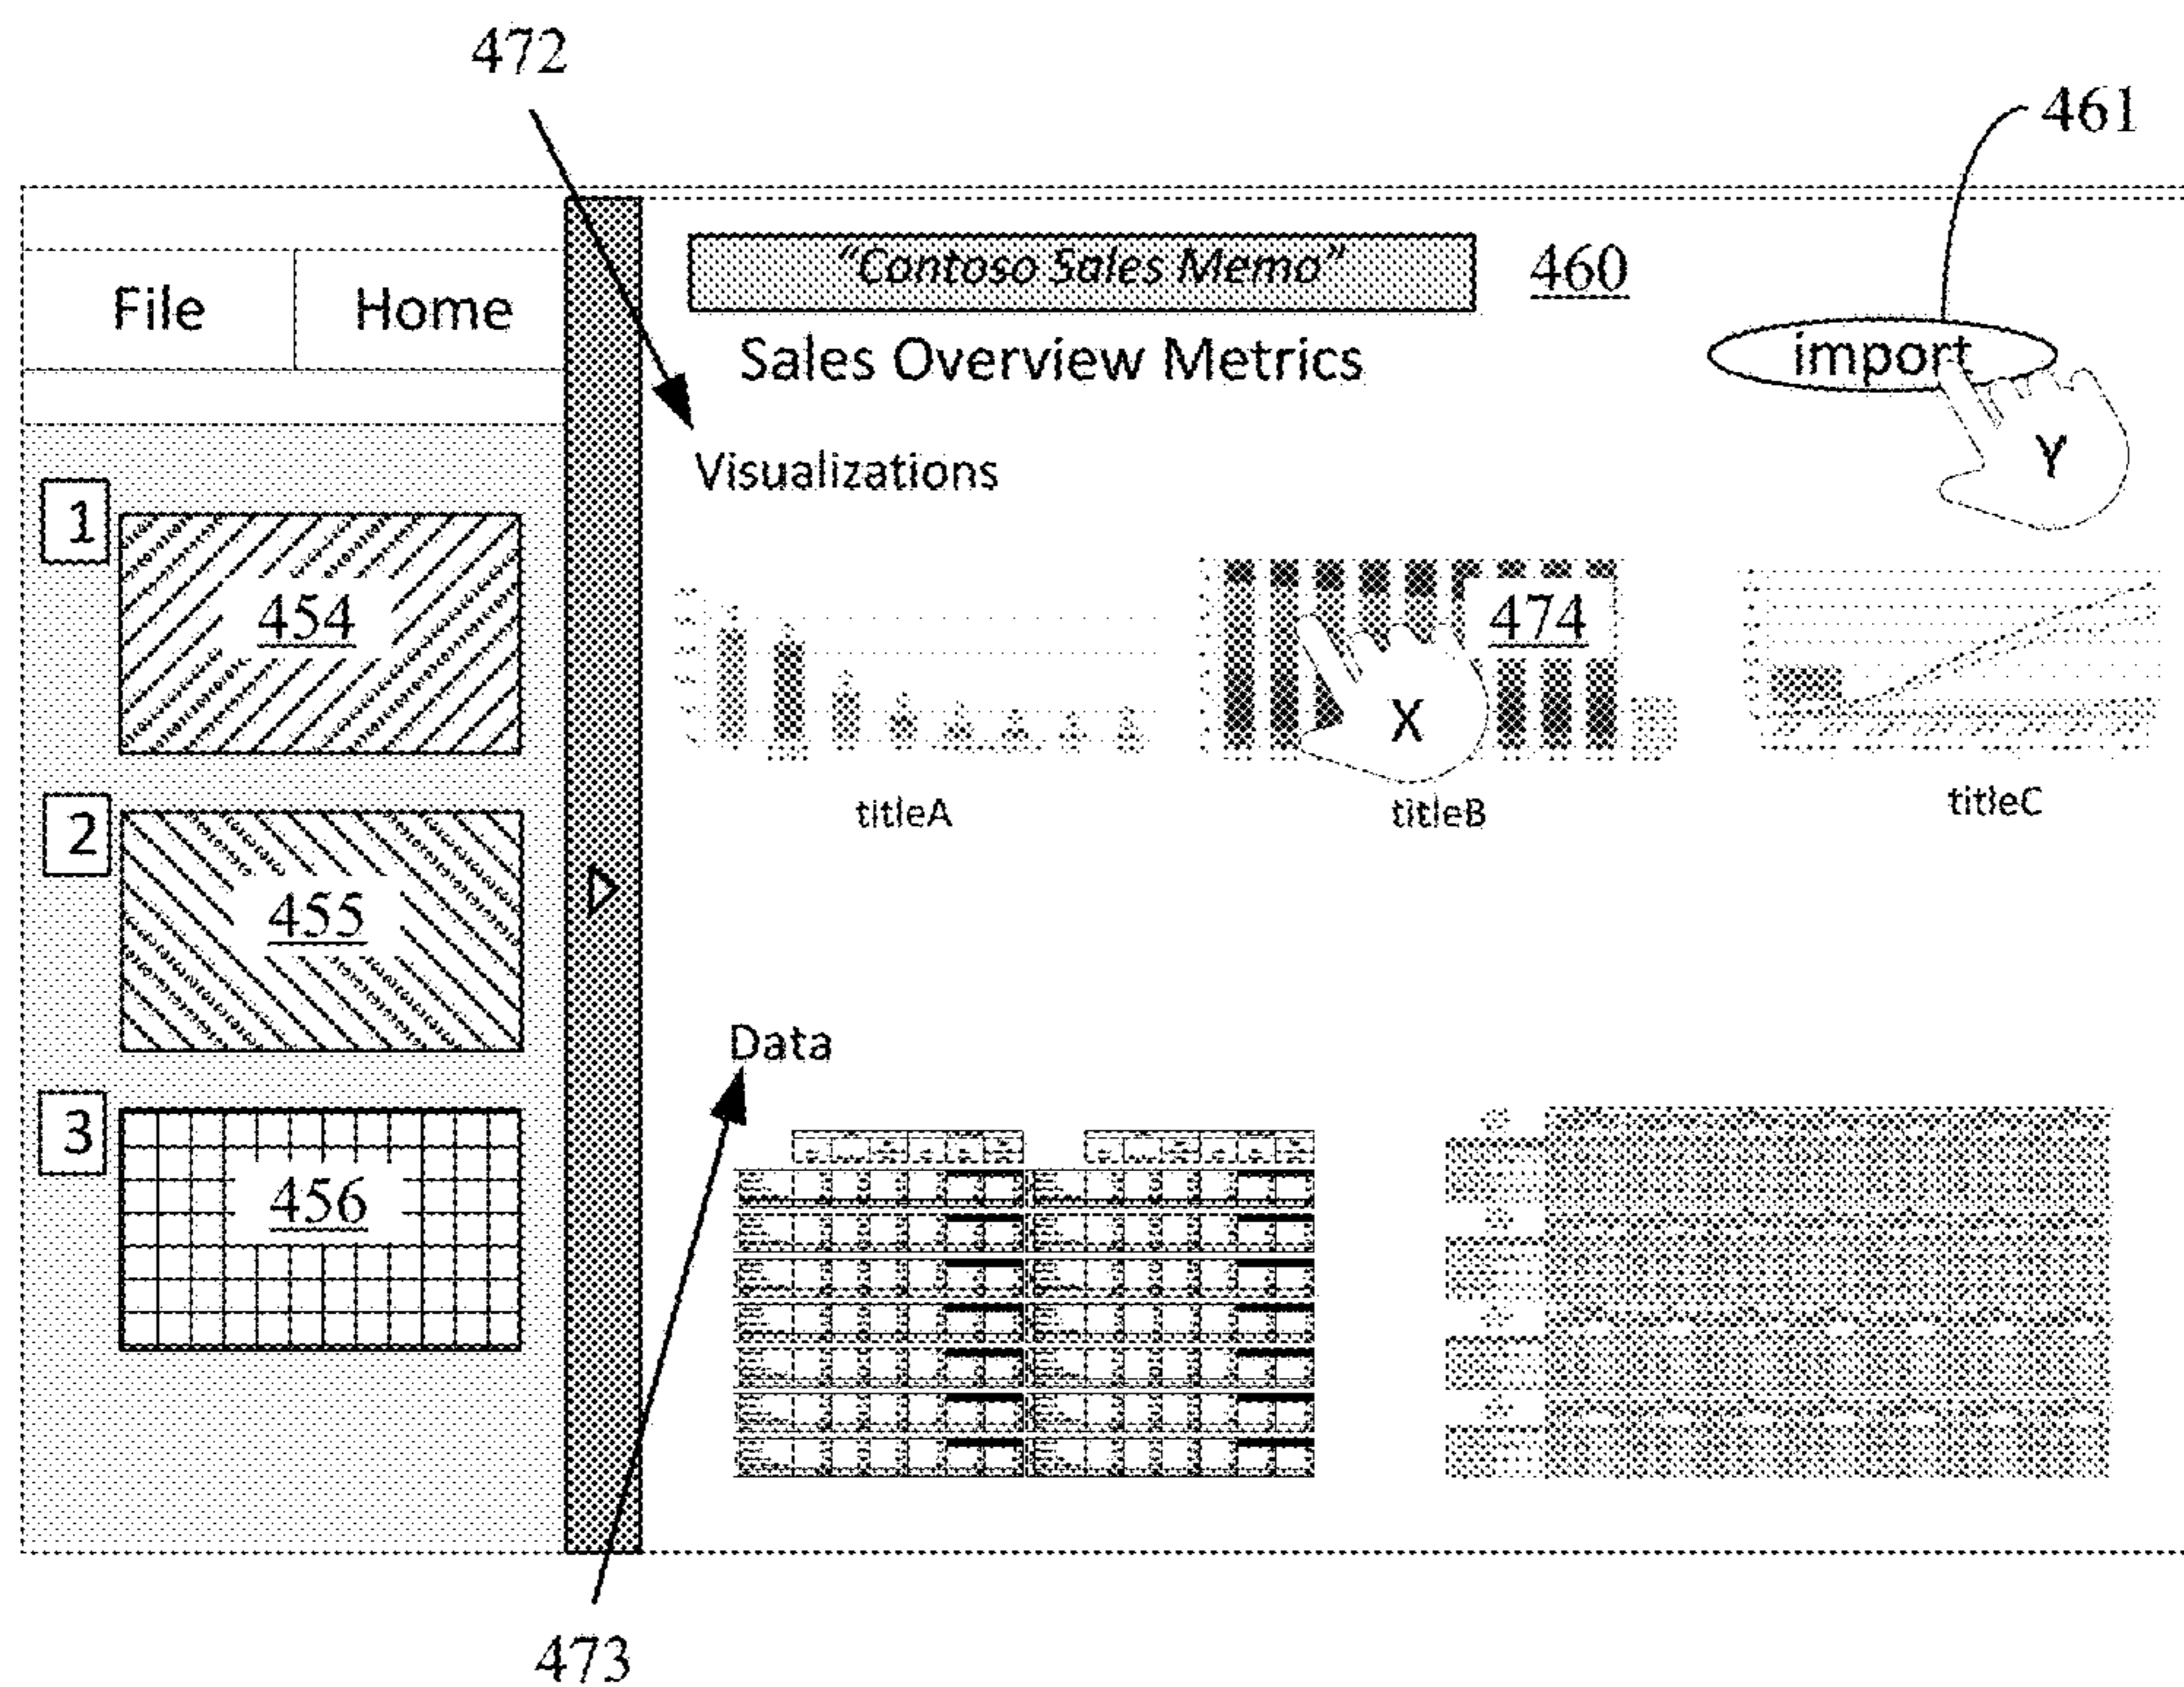 472
461
"Contoso Sales Memo"
460
File
Home
Sales Overview Metrics
import
Y
Visualizations
1
454
474
X
titleA
titleB
titleC
2
455
Data
3
456
473